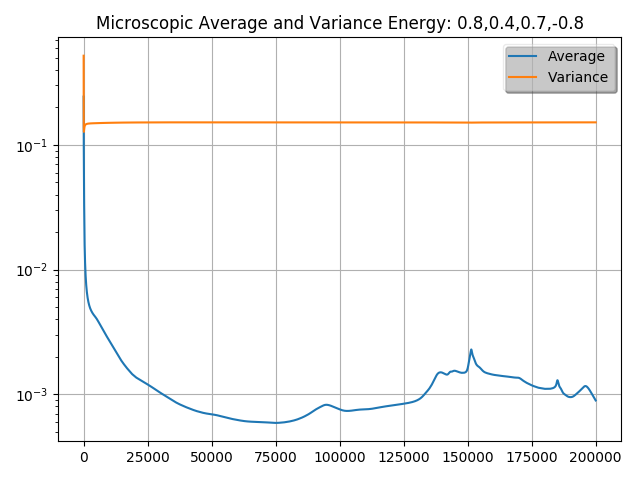 Microscopic Average and Variance Energy: 0.8,0.4,0.7,-0.8
Average
Variance
10⁻¹
10⁻²
10⁻³
0 25000 50000 75000 100000 125000 150000 175000 200000